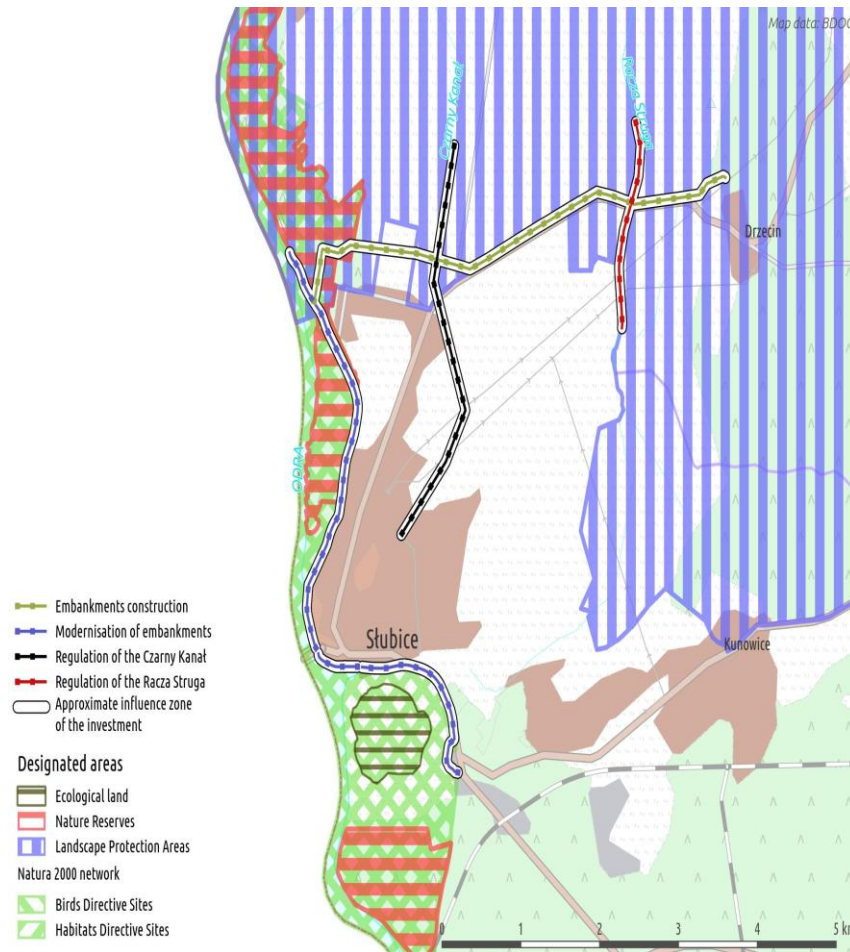 Map data: BDOG
Czarny Kanał
Racza Struga
Drzecin
ODRA
Słubice
Kunowice
Embankments construction
Modernisation of embankments
Regulation of the Czarny Kanał
Regulation of the Racza Struga
Approximate influence zone
of the investment
Designated areas
Ecological land
Nature Reserves
Landscape Protection Areas
Natura 2000 network
Birds Directive Sites
Habitats Directive Sites
0 1 2 3 4 5 km